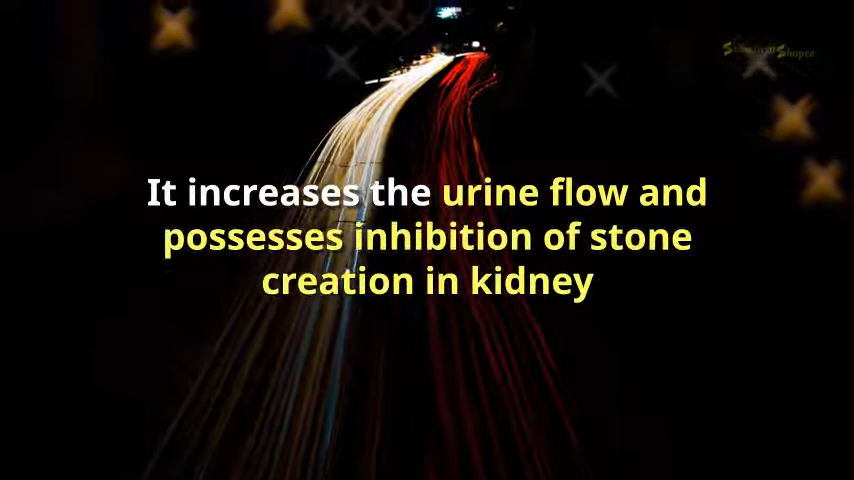 It increases the urine flow and
possesses inhibition of stone
creation in kidney